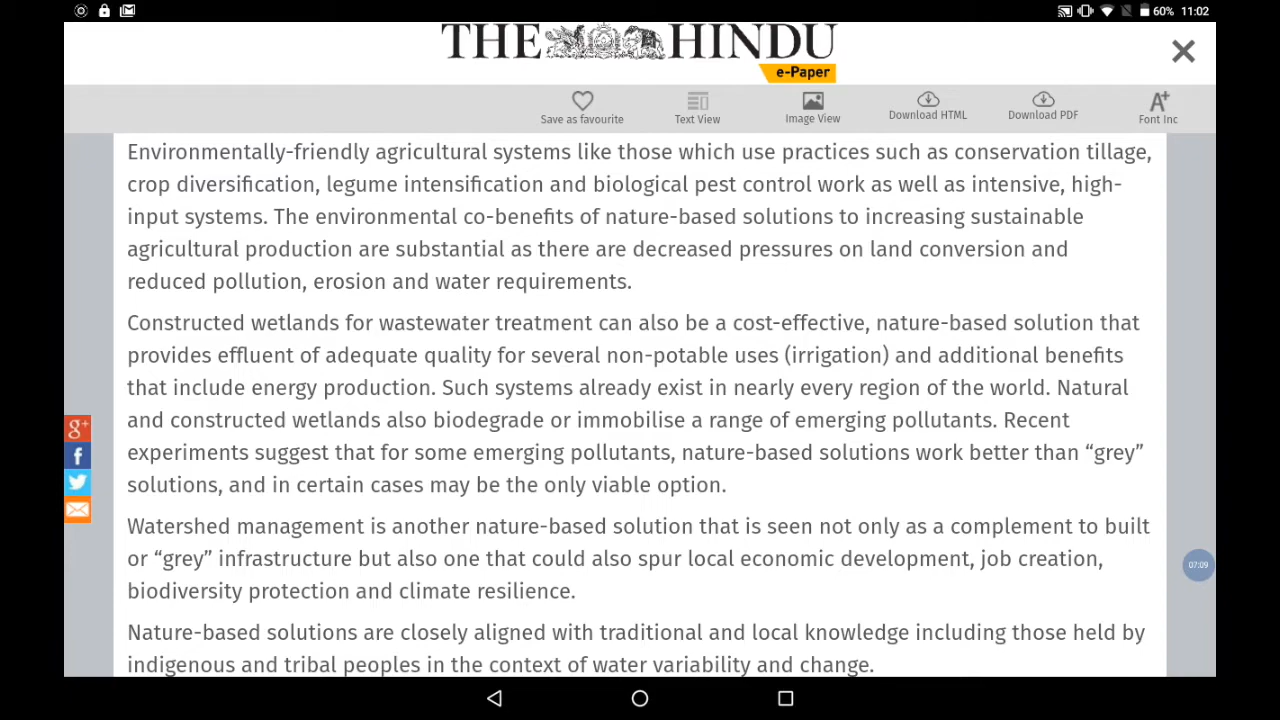 60% 11:02
THE HINDU
e-Paper
Save as favourite
Text View
Image View
Download HTML
Download PDF
A+
Font Inc
Environmentally-friendly agricultural systems like those which use practices such as conservation tillage,
crop diversification, legume intensification and biological pest control work as well as intensive, high-
input systems. The environmental co-benefits of nature-based solutions to increasing sustainable
agricultural production are substantial as there are decreased pressures on land conversion and
reduced pollution, erosion and water requirements.
Constructed wetlands for wastewater treatment can also be a cost-effective, nature-based solution that
provides effluent of adequate quality for several non-potable uses (irrigation) and additional benefits
that include energy production. Such systems already exist in nearly every region of the world. Natural
and constructed wetlands also biodegrade or immobilise a range of emerging pollutants. Recent
experiments suggest that for some emerging pollutants, nature-based solutions work better than “grey”
solutions, and in certain cases may be the only viable option.
Watershed management is another nature-based solution that is seen not only as a complement to built
or “grey” infrastructure but also one that could also spur local economic development, job creation,
biodiversity protection and climate resilience.
Nature-based solutions are closely aligned with traditional and local knowledge including those held by
indigenous and tribal peoples in the context of water variability and change.
g+
f
07:09